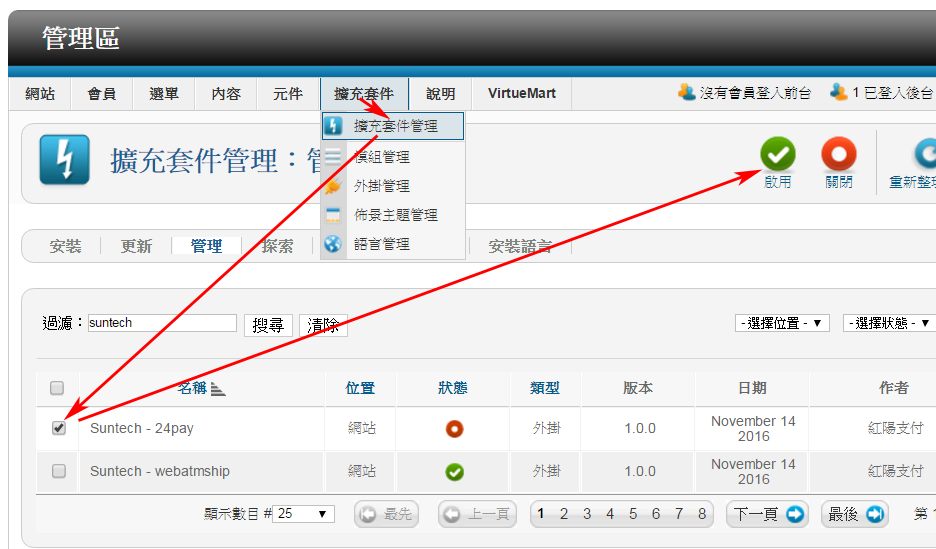 管理區
網站 會員 選單 內容 元件 擴充套件 說明 VirtueMart 沒有會員登入前台 1 已登入後台
擴充套件管理
模組管理
外掛管理
佈景主題管理
語言管理
擴充套件管理：管
啟用 關閉 重新整理
安裝 更新 管理 探索 安裝語言
過濾： suntech 搜尋 清除 - 選擇位置 - ▼ - 選擇狀態 - ▼
名稱 位置 狀態 類型 版本 日期 作者
Suntech - 24pay 網站 外掛 1.0.0 November 14 2016 紅陽支付
Suntech - webatmship 網站 外掛 1.0.0 November 14 2016 紅陽支付
顯示數目 # 25 ▼ 最先 上一頁 1 2 3 4 5 6 7 8 下一頁 最後 第 1